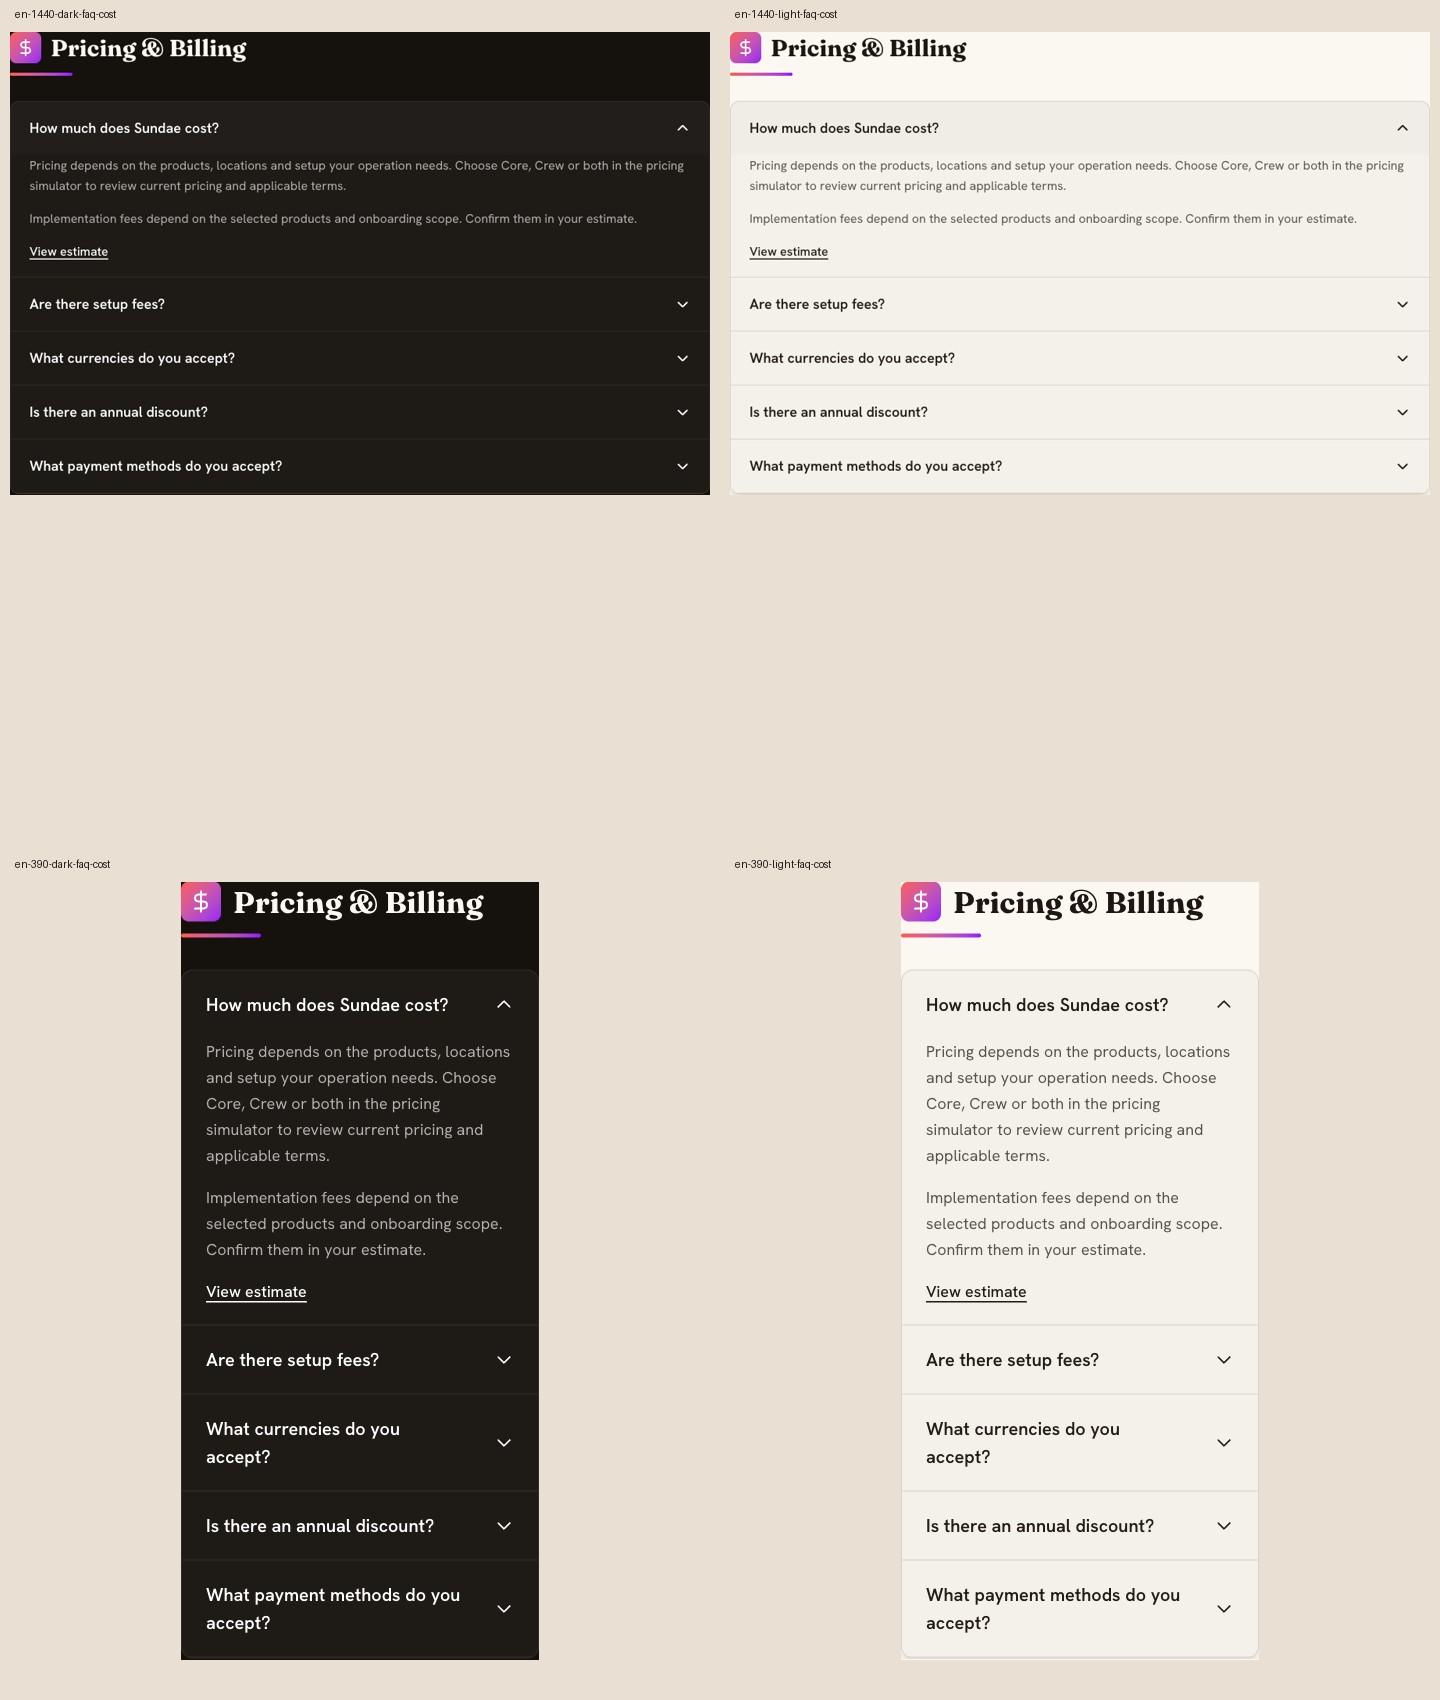 en-1440-dark-faq-cost
$ Pricing & Billing
How much does Sundae cost?
Pricing depends on the products, locations and setup your operation needs. Choose Core, Crew or both in the pricing
simulator to review current pricing and applicable terms.
Implementation fees depend on the selected products and onboarding scope. Confirm them in your estimate.
View estimate
Are there setup fees?
What currencies do you accept?
Is there an annual discount?
What payment methods do you accept?
en-1440-light-faq-cost
$ Pricing & Billing
How much does Sundae cost?
Pricing depends on the products, locations and setup your operation needs. Choose Core, Crew or both in the pricing
simulator to review current pricing and applicable terms.
Implementation fees depend on the selected products and onboarding scope. Confirm them in your estimate.
View estimate
Are there setup fees?
What currencies do you accept?
Is there an annual discount?
What payment methods do you accept?
en-390-dark-faq-cost
$ Pricing & Billing
How much does Sundae cost?
Pricing depends on the products, locations
and setup your operation needs. Choose
Core, Crew or both in the pricing
simulator to review current pricing and
applicable terms.
Implementation fees depend on the
selected products and onboarding scope.
Confirm them in your estimate.
View estimate
Are there setup fees?
What currencies do you
accept?
Is there an annual discount?
What payment methods do you
accept?
en-390-light-faq-cost
$ Pricing & Billing
How much does Sundae cost?
Pricing depends on the products, locations
and setup your operation needs. Choose
Core, Crew or both in the pricing
simulator to review current pricing and
applicable terms.
Implementation fees depend on the
selected products and onboarding scope.
Confirm them in your estimate.
View estimate
Are there setup fees?
What currencies do you
accept?
Is there an annual discount?
What payment methods do you
accept?